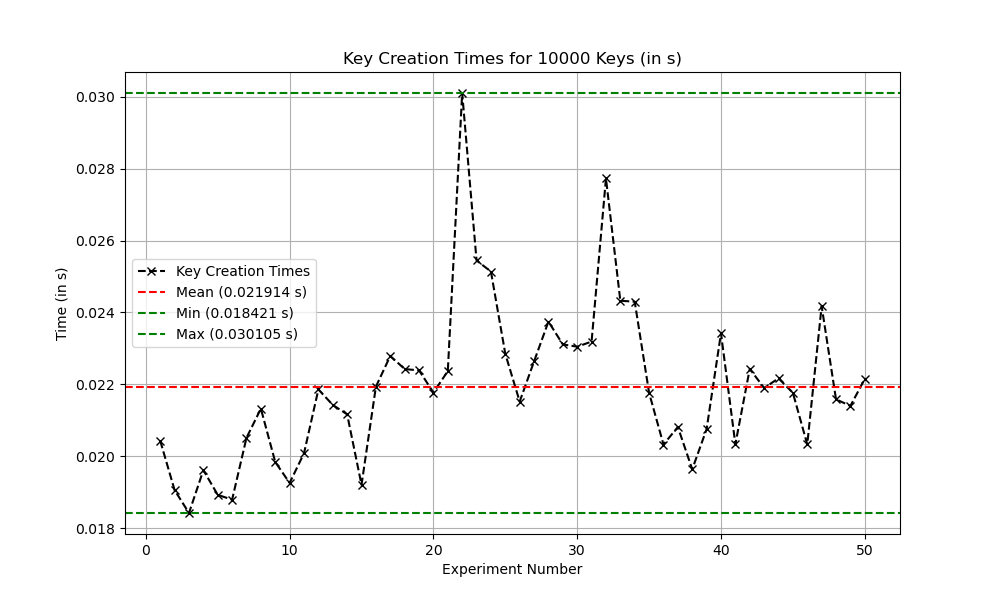 Key Creation Times for 10000 Keys (in s)
0.030
0.028
0.026
0.024
0.022
0.020
0.018
Time (in s)
Key Creation Times
Mean (0.021914 s)
Min (0.018421 s)
Max (0.030105 s)
0 10 20 30 40 50
Experiment Number